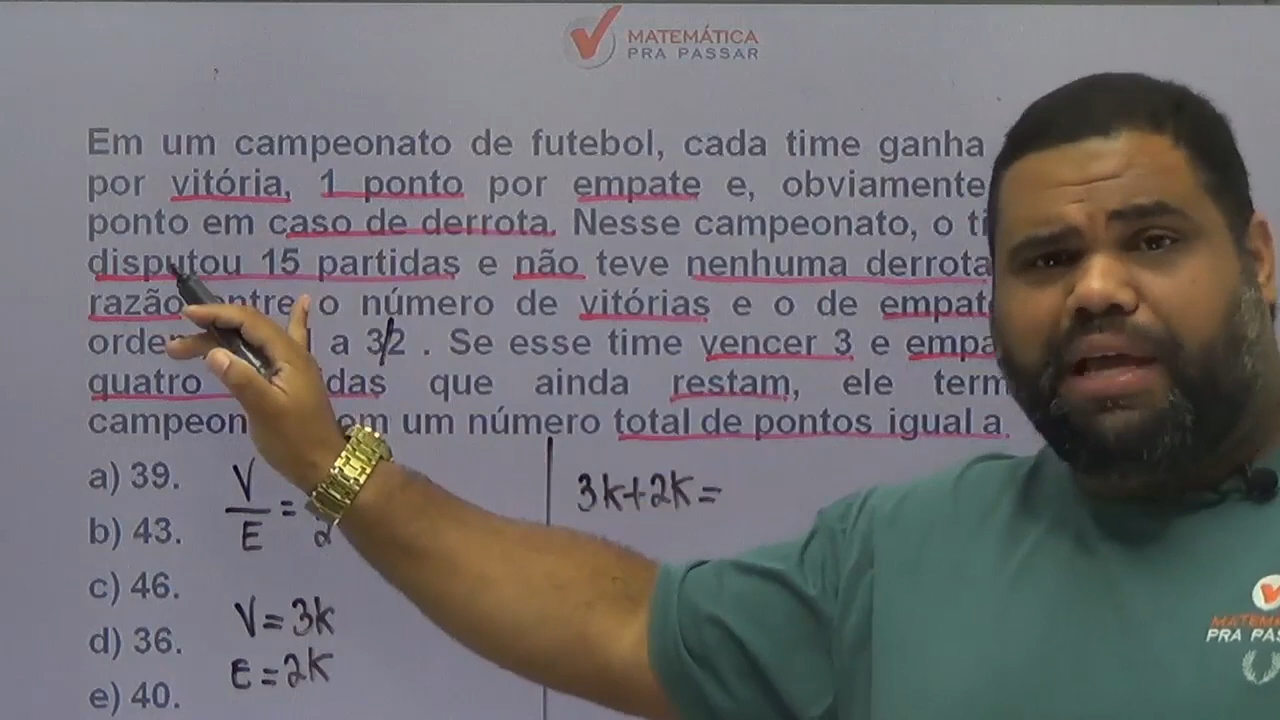 MATEMÁTICA
PRA PASSAR
Em um campeonato de futebol, cada time ganha
por vitória, 1 ponto por empate e, obviamente
ponto em caso de derrota. Nesse campeonato, o
disputou 15 partidas e não teve nenhuma derrota
razão entre o número de vitórias e o de
a 3/2 . Se esse time vencer 3 e
quatro que ainda restam, ele
um número total de pontos igual a
a) 39.
b) 43.
c) 46.
d) 36.
e) 40.
V
E
=
2
V=3k
E=2k
3k+2k=
PRA